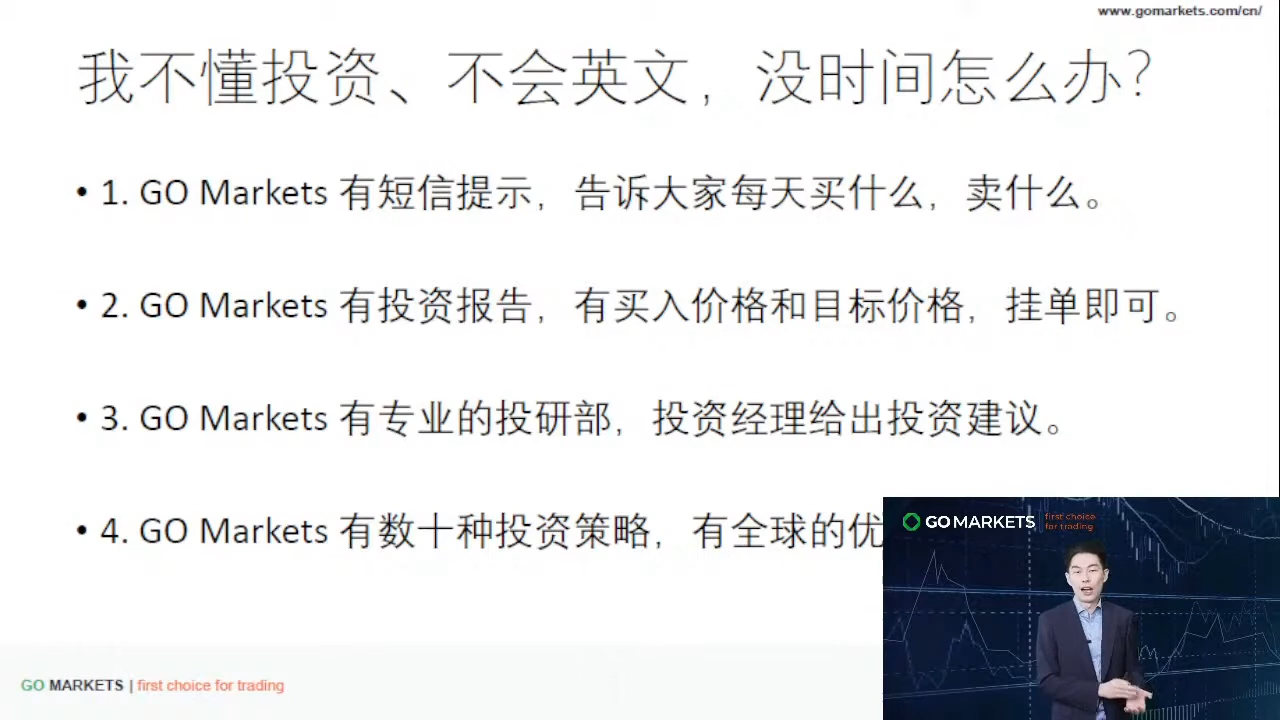 www.gomarkets.com/cn/
我不懂投资、不会英文，没时间怎么办?
• 1. GO Markets 有短信提示，告诉大家每天买什么，卖什么。
• 2. GO Markets 有投资报告，有买入价格和目标价格，挂单即可。
• 3. GO Markets 有专业的投研部，投资经理给出投资建议。
• 4. GO Markets 有数十种投资策略，有全球的优
GO MARKETS first choice
for trading
GO MARKETS | first choice for trading